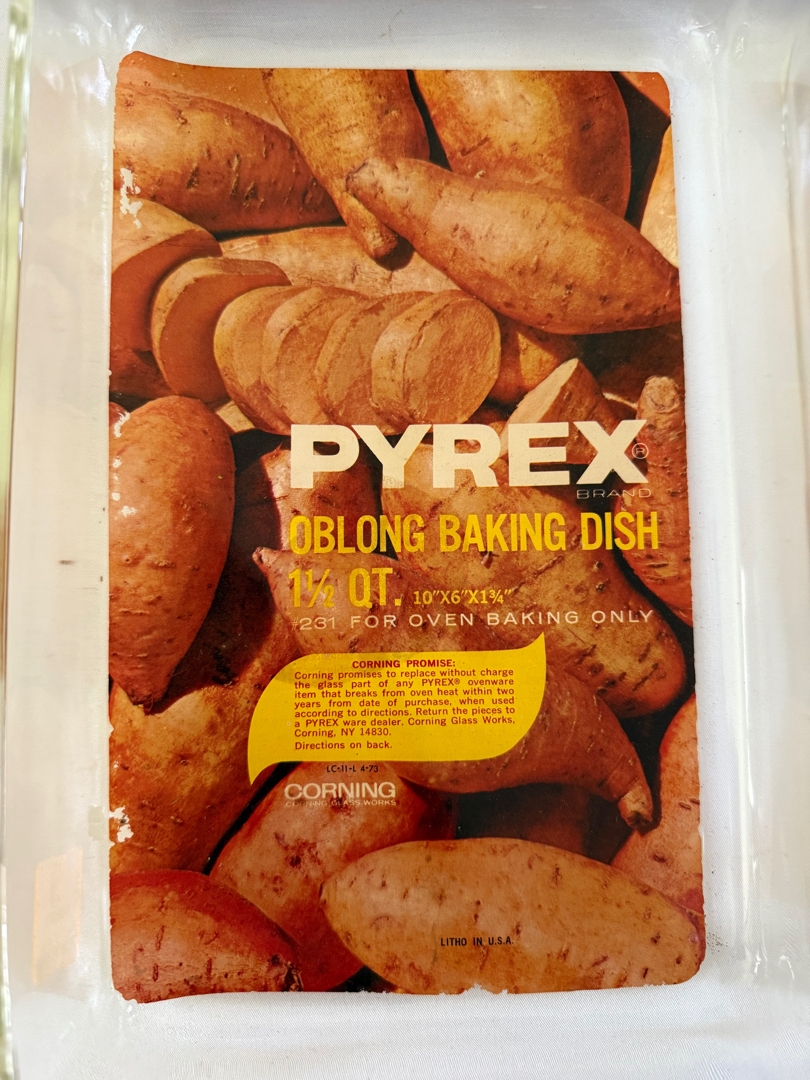 PYREX®
BRAND
OBLONG BAKING DISH
1½ QT. 10"X6"X1¾"
#231 FOR OVEN BAKING ONLY
CORNING PROMISE:
Corning promises to replace without charge
the glass part of any PYREX® ovenware
item that breaks from oven heat within two
years from date of purchase, when used
according to directions. Return the pieces to
a PYREX ware dealer. Corning Glass Works,
Corning, NY 14830.
Directions on back.
LC-11-L 4-73
CORNING
CORNING GLASS WORKS
LITHO IN U.S.A.